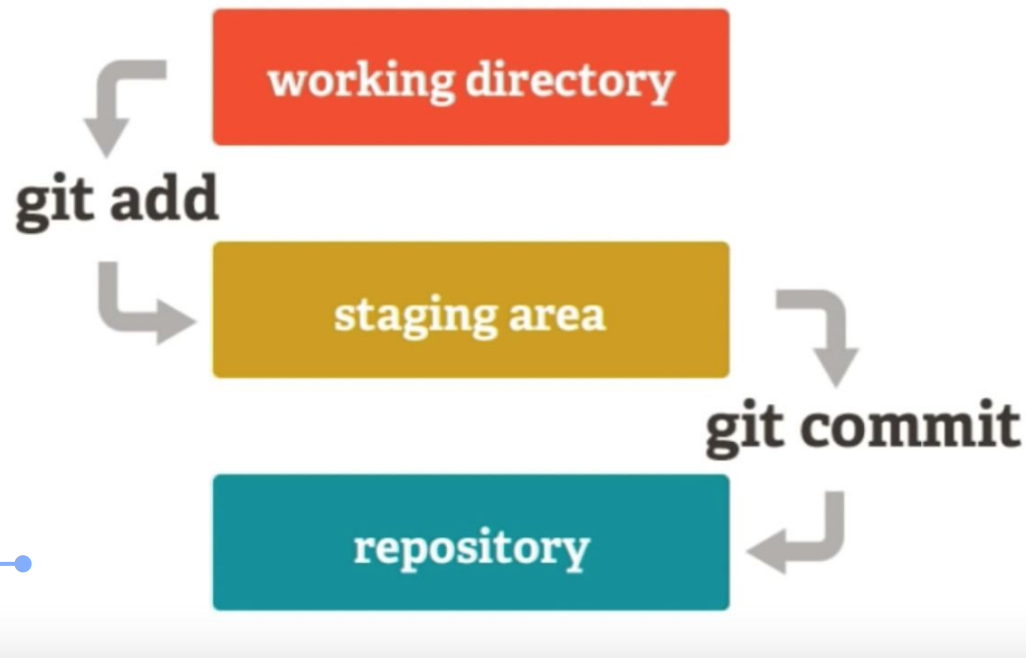 working directory
git add
staging area
git commit
repository